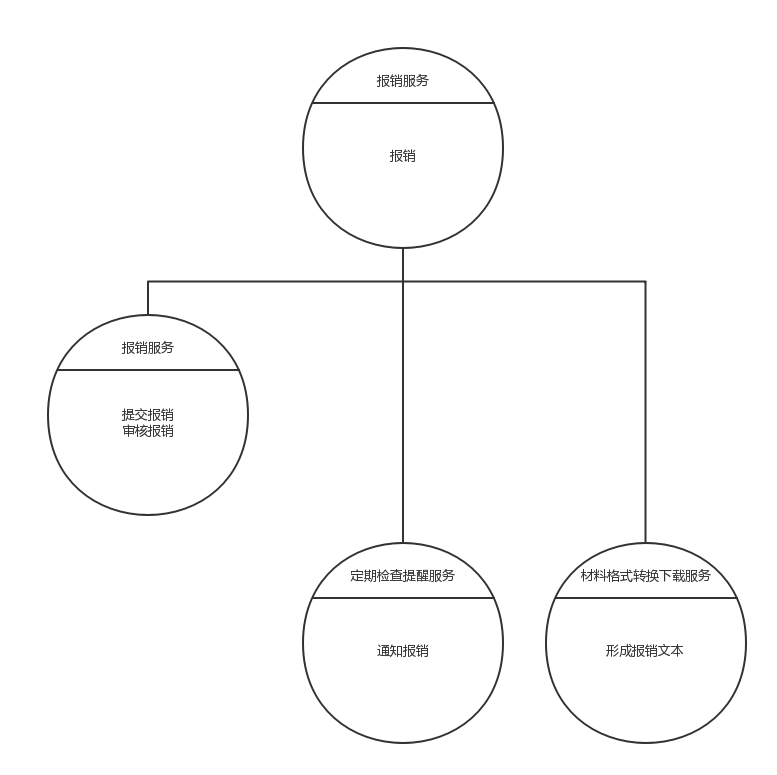 报销服务
报销
报销服务
提交报销
审核报销
定期检查提醒服务
通知报销
材料格式转换下载服务
形成报销文本